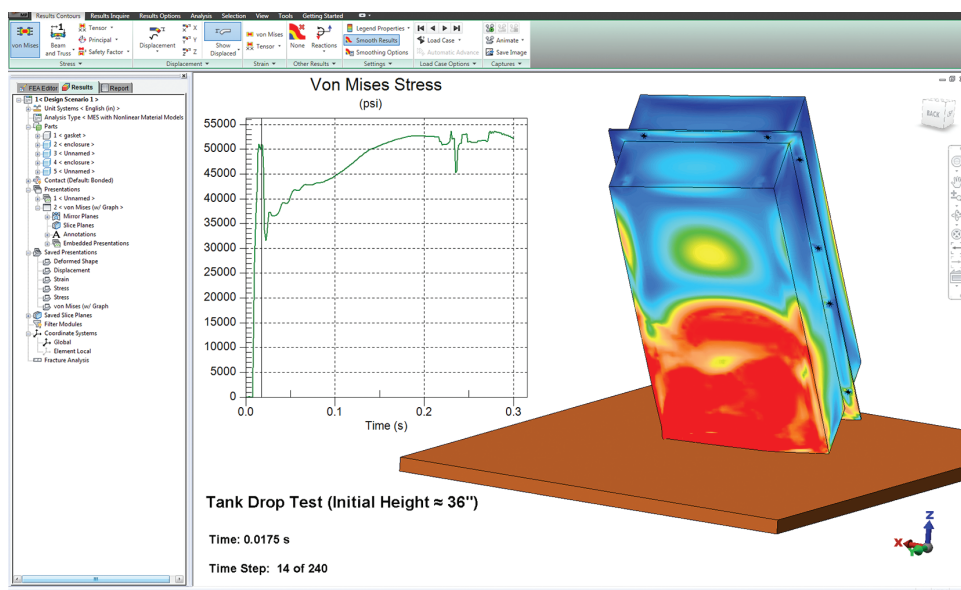 Results Contours Results Inquire Results Options Analysis Selection View Tools Getting Started
von Mises
Beam and Truss
Tensor
Principal
Safety Factor
Stress
Displacement
X
Y
Z
Show Displaced
Displacement
von Mises
Tensor
Strain
None
Reactions
Other Results
Legend Properties
Smooth Results
Smoothing Options
Settings
Load Case
Automatic Advance
Load Case Options
Animate
Save Image
Captures
FEA Editor Results Report
1 < Design Scenario 1 >
Unit Systems < English (in) >
Analysis Type < MES with Nonlinear Material Models
Parts
1 < gasket >
2 < enclosure >
3 < Unnamed >
4 < enclosure >
5 < Unnamed >
Contact (Default: Bonded)
Presentations
1 < Unnamed >
2 < von Mises (w/ Graph) >
Mirror Planes
Slice Planes
A Annotations
Embedded Presentations
Saved Presentations
Deformed Shape
Displacement
Strain
Stress
Stress
von Mises (w/ Graph
Saved Slice Planes
Filter Modules
Coordinate Systems
Global
Element Local
Fracture Analysis
Von Mises Stress
(psi)
55000
50000
45000
40000
35000
30000
25000
20000
15000
10000
5000
0
0.0 0.1 0.2 0.3
Time (s)
BACK
Tank Drop Test (Initial Height ≈ 36")
Time: 0.0175 s
Time Step: 14 of 240
Z
X